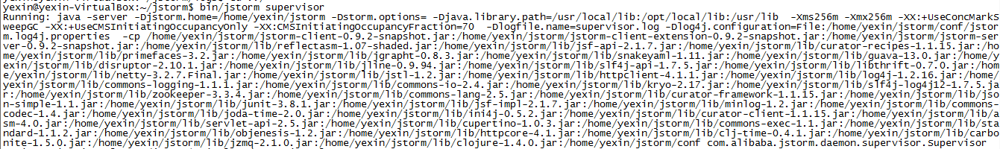 yexin@yexin-VirtualBox:~/jstorm$ bin/jstorm supervisor
Running: java -server -Djstorm.home=/home/yexin/jstorm -Dstorm.options= -Djava.library.path=/usr/local/lib:/opt/local/lib:/usr/lib  -Xms256m -Xmx256m -XX:+UseConcMarkS
weepGC -XX:+UseCMSInitiatingOccupancyOnly -XX:CMSInitiatingOccupancyFraction=70  -Dlogfile.name=supervisor.log -Dlog4j.configuration=File:/home/yexin/jstorm/conf/jstor
m.log4j.properties  -cp /home/yexin/jstorm/jstorm-client-0.9.2-snapshot.jar:/home/yexin/jstorm/jstorm-client-extension-0.9.2-snapshot.jar:/home/yexin/jstorm/jstorm-ser
ver-0.9.2-snapshot.jar:/home/yexin/jstorm/lib/reflectasm-1.07-shaded.jar:/home/yexin/jstorm/lib/jsf-api-2.1.7.jar:/home/yexin/jstorm/lib/curator-recipes-1.1.15.jar:/ho
me/yexin/jstorm/lib/primefaces-3.2.jar:/home/yexin/jstorm/lib/jgrapht-0.8.3.jar:/home/yexin/jstorm/lib/snakeyaml-1.11.jar:/home/yexin/jstorm/lib/guava-13.0.jar:/home/y
exin/jstorm/lib/disruptor-2.10.1.jar:/home/yexin/jstorm/lib/jline-0.9.94.jar:/home/yexin/jstorm/lib/slf4j-api-1.7.5.jar:/home/yexin/jstorm/lib/libthrift-0.7.0.jar:/hom
e/yexin/jstorm/lib/netty-3.2.7.Final.jar:/home/yexin/jstorm/lib/jstl-1.2.jar:/home/yexin/jstorm/lib/httpclient-4.1.1.jar:/home/yexin/jstorm/lib/log4j-1.2.16.jar:/home/
yexin/jstorm/lib/commons-logging-1.1.1.jar:/home/yexin/jstorm/lib/commons-io-2.4.jar:/home/yexin/jstorm/lib/kryo-2.17.jar:/home/yexin/jstorm/lib/slf4j-log4j12-1.7.5.ja
r:/home/yexin/jstorm/lib/zookeeper-3.3.4.jar:/home/yexin/jstorm/lib/commons-lang-2.5.jar:/home/yexin/jstorm/lib/curator-framework-1.1.15.jar:/home/yexin/jstorm/lib/jso
n-simple-1.1.jar:/home/yexin/jstorm/lib/junit-3.8.1.jar:/home/yexin/jstorm/lib/jsf-impl-2.1.7.jar:/home/yexin/jstorm/lib/minlog-1.2.jar:/home/yexin/jstorm/lib/commons-
codec-1.4.jar:/home/yexin/jstorm/lib/joda-time-2.0.jar:/home/yexin/jstorm/lib/ini4j-0.5.2.jar:/home/yexin/jstorm/lib/curator-client-1.1.15.jar:/home/yexin/jstorm/lib/a
sm-4.0.jar:/home/yexin/jstorm/lib/servlet-api-2.5.jar:/home/yexin/jstorm/lib/cupertino-1.0.3.jar:/home/yexin/jstorm/lib/commons-exec-1.1.jar:/home/yexin/jstorm/lib/sta
ndard-1.1.2.jar:/home/yexin/jstorm/lib/objenesis-1.2.jar:/home/yexin/jstorm/lib/httpcore-4.1.jar:/home/yexin/jstorm/lib/clj-time-0.4.1.jar:/home/yexin/jstorm/lib/carbo
nite-1.5.0.jar:/home/yexin/jstorm/lib/jzmq-2.1.0.jar:/home/yexin/jstorm/lib/clojure-1.4.0.jar:/home/yexin/jstorm/conf com.alibaba.jstorm.daemon.supervisor.Supervisor